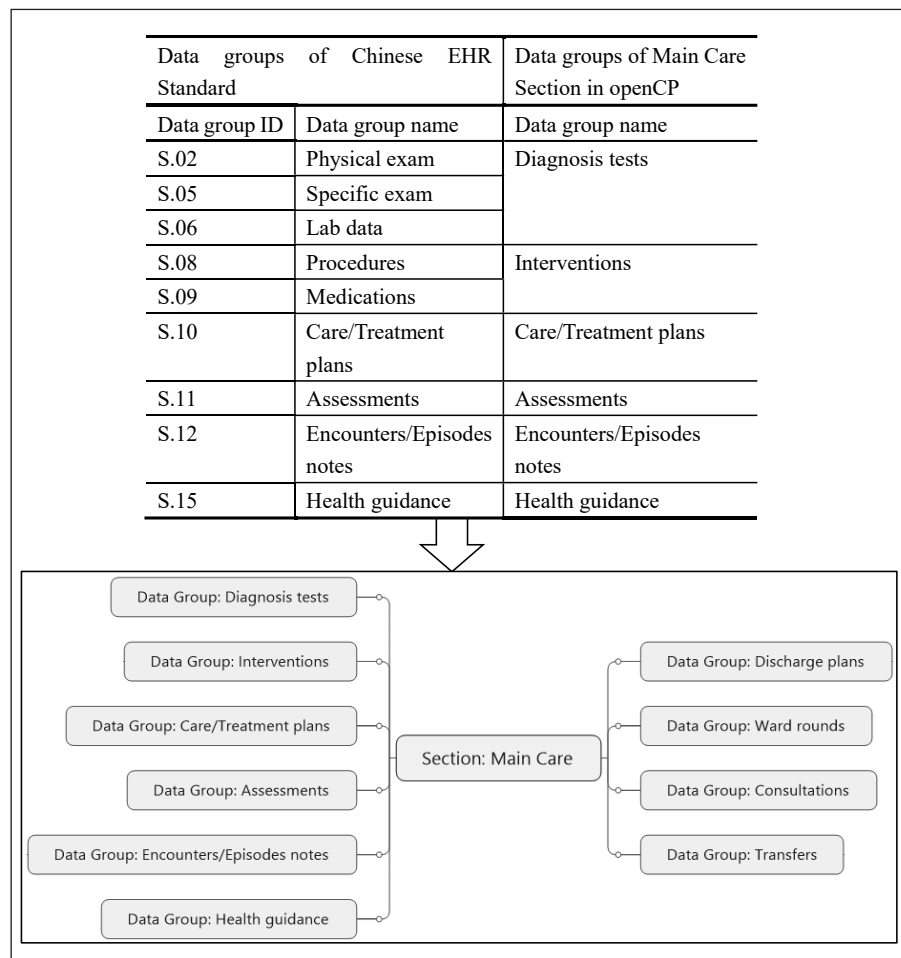 Data groups of Chinese EHR
Standard
Data groups of Main Care
Section in openCP
Data group ID
Data group name
Data group name
S.02
Physical exam
Diagnosis tests
S.05
Specific exam
S.06
Lab data
S.08
Procedures
Interventions
S.09
Medications
S.10
Care/Treatment
plans
Care/Treatment plans
S.11
Assessments
Assessments
S.12
Encounters/Episodes
notes
Encounters/Episodes
notes
S.15
Health guidance
Health guidance
Data Group: Diagnosis tests
Data Group: Interventions
Data Group: Care/Treatment plans
Data Group: Assessments
Data Group: Encounters/Episodes notes
Data Group: Health guidance
Section: Main Care
Data Group: Discharge plans
Data Group: Ward rounds
Data Group: Consultations
Data Group: Transfers